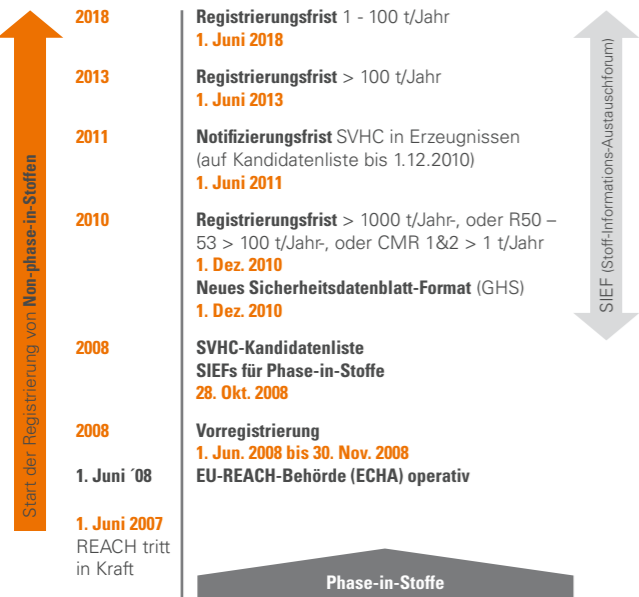 2018 Registrierungsfrist 1 - 100 t/Jahr
1. Juni 2018
2013 Registrierungsfrist > 100 t/Jahr
1. Juni 2013
2011 Notifizierungsfrist SVHC in Erzeugnissen
(auf Kandidatenliste bis 1.12.2010)
1. Juni 2011
2010 Registrierungsfrist > 1000 t/Jahr-, oder R50 –
53 > 100 t/Jahr-, oder CMR 1&2 > 1 t/Jahr
1. Dez. 2010
Neues Sicherheitsdatenblatt-Format (GHS)
1. Dez. 2010
2008 SVHC-Kandidatenliste
SIEFs für Phase-in-Stoffe
28. Okt. 2008
2008 Vorregistrierung
1. Jun. 2008 bis 30. Nov. 2008
1. Juni ´08 EU-REACH-Behörde (ECHA) operativ
1. Juni 2007
REACH tritt
in Kraft
Phase-in-Stoffe
Start der Registrierung von Non-phase-in-Stoffen
SIEF (Stoff-Informations-Austauschforum)